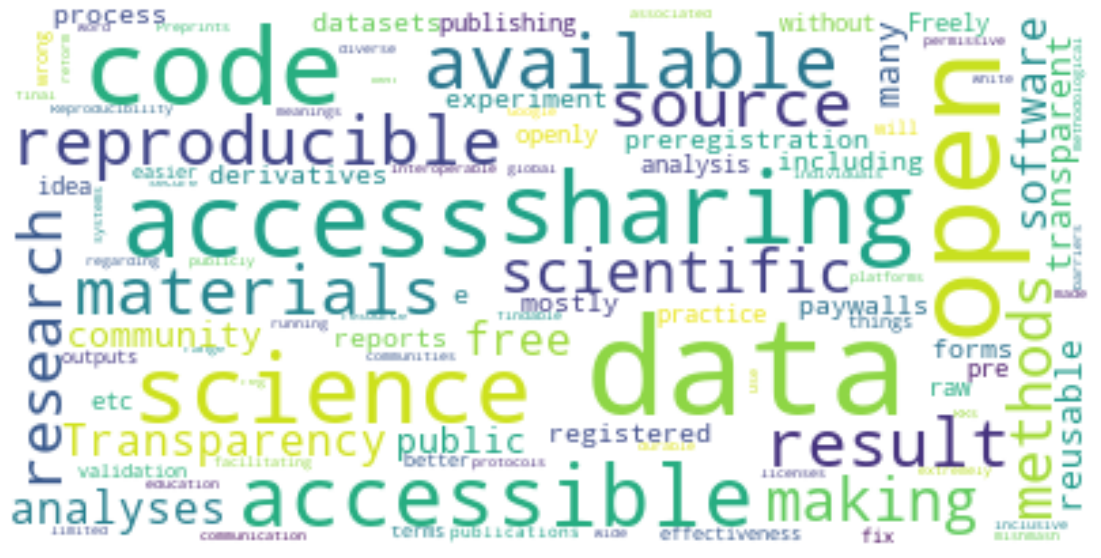 process
word
Preprints
datasets
publishing
associated
without
Freely
permissive
wrong
reform
code
diverse
available
many
open
software
transparent
methodological
Final
Reproducibility
meanings
experiment
google
source
white
reproducible
openly
preregistration
will
easier
secure
derivatives
interoperable
global
analysis
including
individuals
idea
systems
access
sharing
barriers
research
regarding
publicly
scientific
platforms
materials
e
mostly
made
resource
findable
practice
paywalls
things
community
running
reports
free
data
methods
outputs
range
communities
forms
pre
reusable
science
etc
use
raw
Transparency
public
registered
durable
result
validation
facilitating
better
protocols
licenses
extremely
education
analyses
accessible
making
limited
communication
terms
publications
wide
effectiveness
fix
inclusive
mishmash